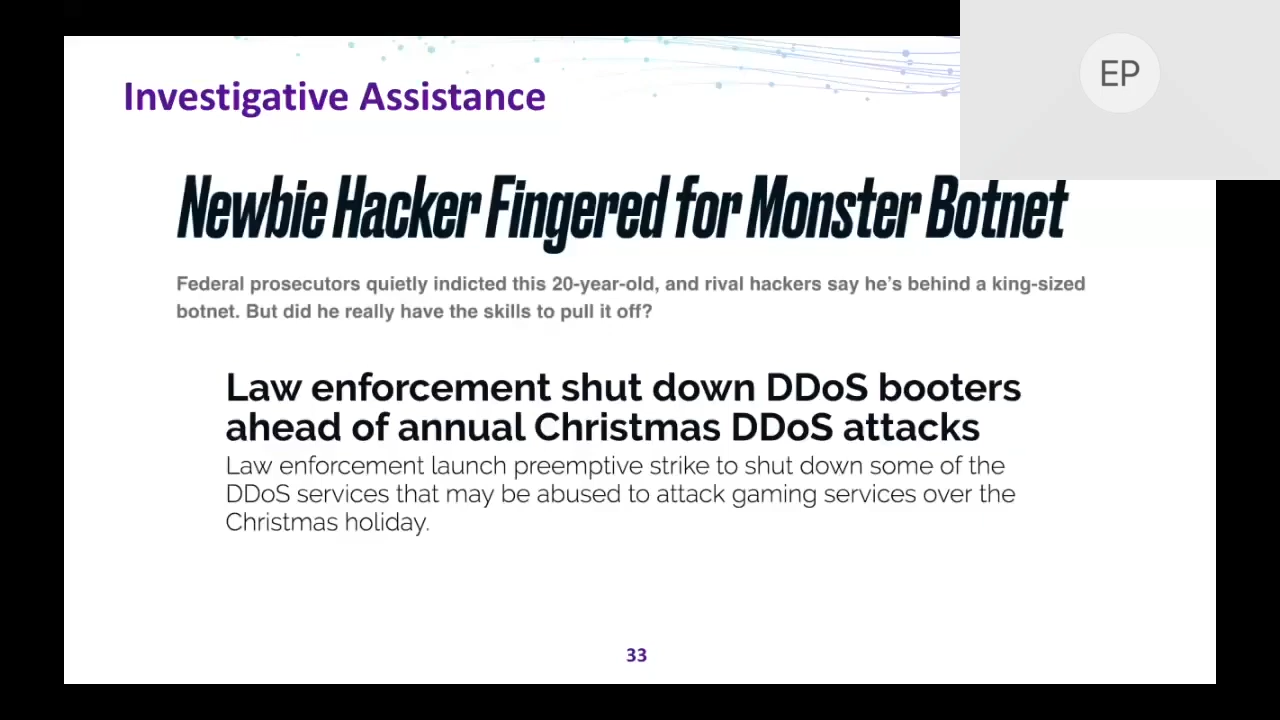 Investigative Assistance
EP
Newbie Hacker Fingered for Monster Botnet
Federal prosecutors quietly indicted this 20-year-old, and rival hackers say he’s behind a king-sized
botnet. But did he really have the skills to pull it off?
Law enforcement shut down DDoS booters
ahead of annual Christmas DDoS attacks
Law enforcement launch preemptive strike to shut down some of the
DDoS services that may be abused to attack gaming services over the
Christmas holiday.
33